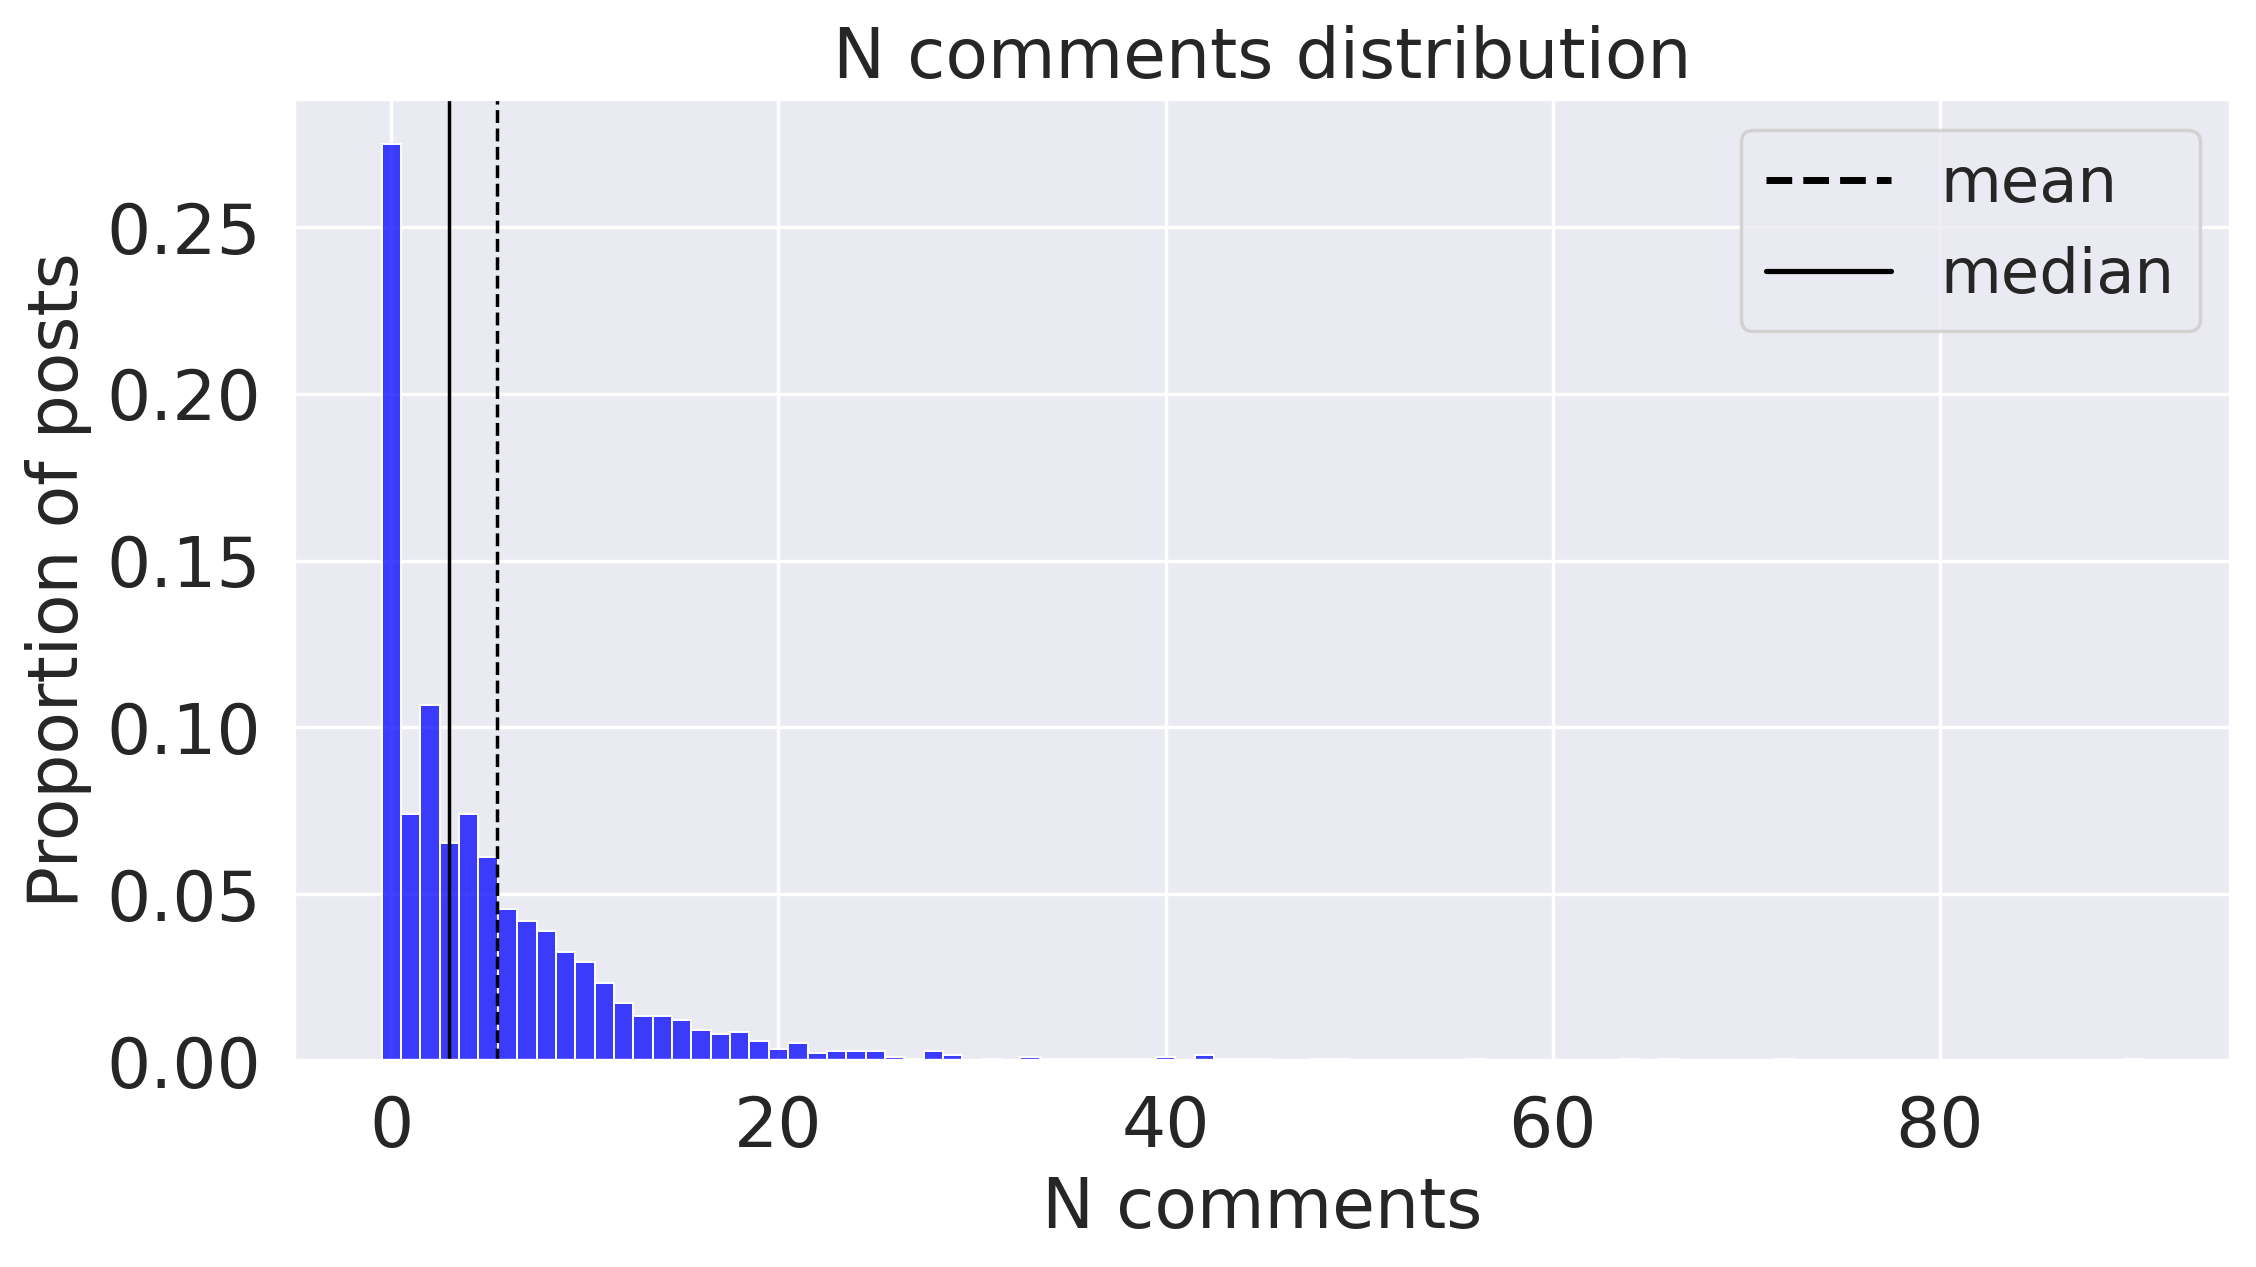 N comments distribution
mean
median
Proportion of posts
0.25
0.20
0.15
0.10
0.05
0.00
0 20 40 60 80
N comments